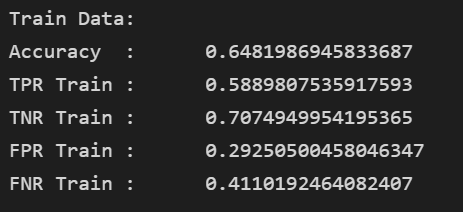 Train Data:
Accuracy  :      0.6481986945833687
TPR Train :      0.5889807535917593
TNR Train :      0.7074949954195365
FPR Train :      0.29250500458046347
FNR Train :      0.4110192464082407